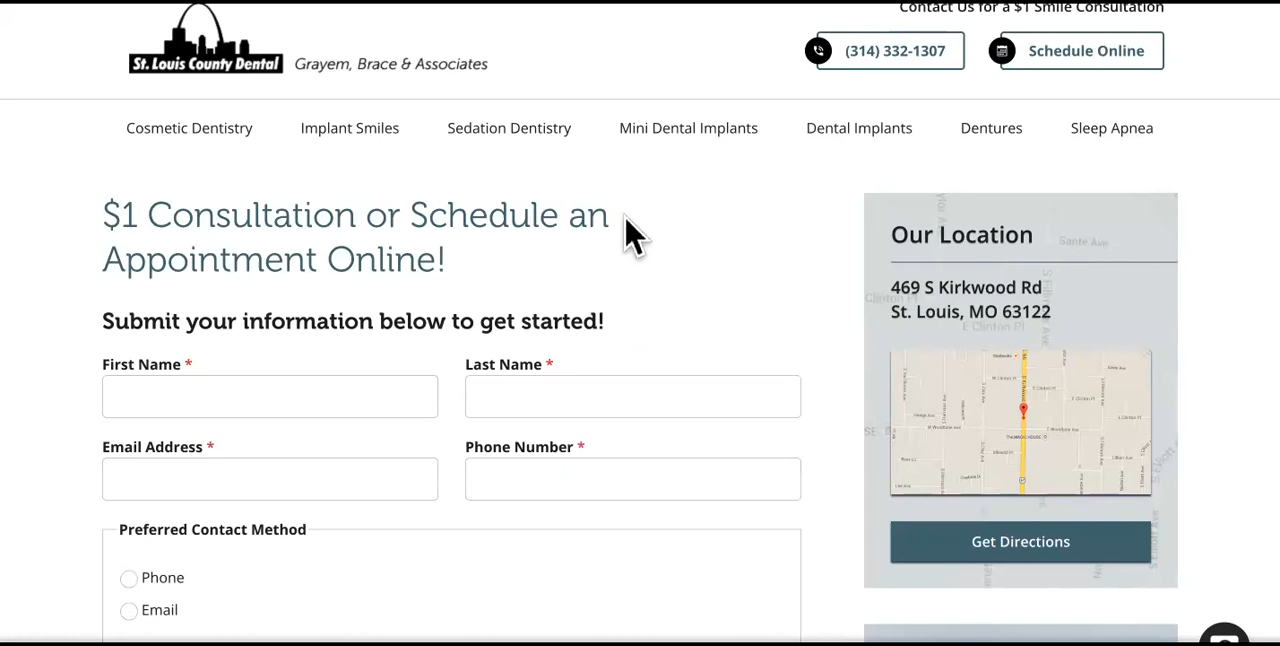 Contact Us for a $1 Smile Consultation
St. Louis County Dental
Grayem, Brace & Associates
(314) 332-1307
Schedule Online
Cosmetic Dentistry
Implant Smiles
Sedation Dentistry
Mini Dental Implants
Dental Implants
Dentures
Sleep Apnea
$1 Consultation or Schedule an
Appointment Online!
Submit your information below to get started!
First Name *
Last Name *
Email Address *
Phone Number *
Preferred Contact Method
Phone
Email
Our Location
469 S Kirkwood Rd
St. Louis, MO 63122
Get Directions